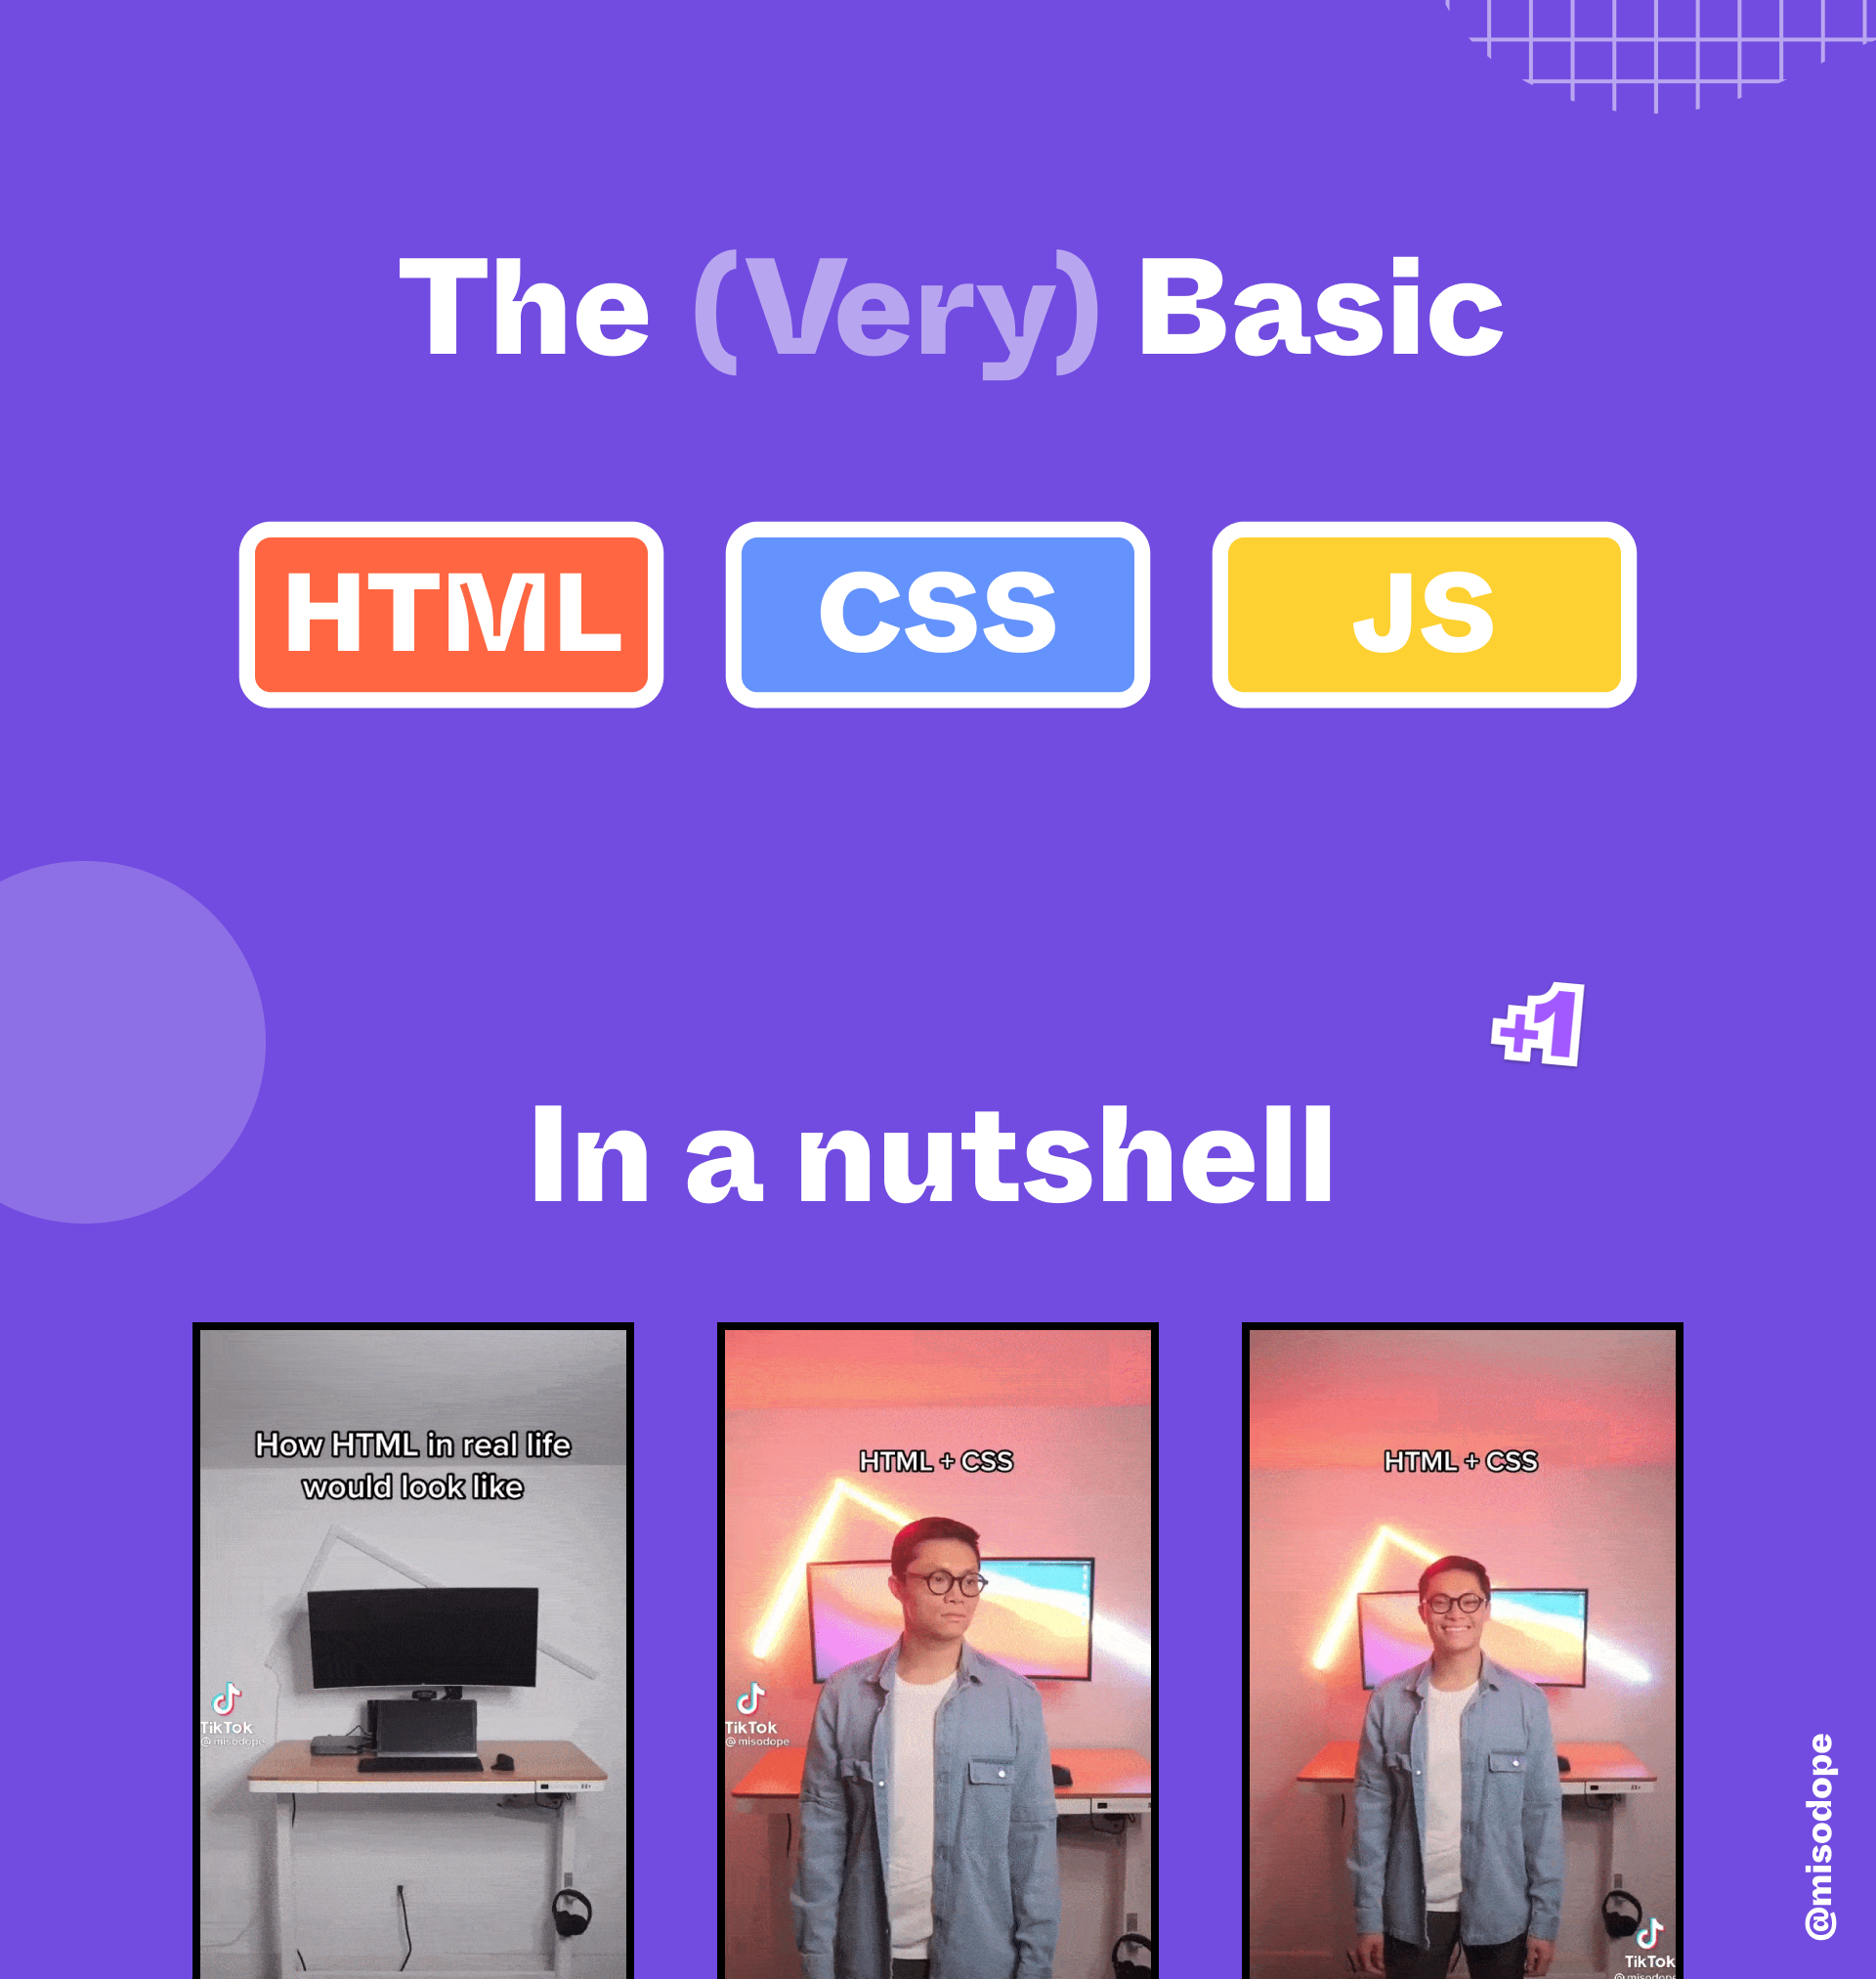 The (Very) Basic
HTML CSS JS
+1
In a nutshell
How HTML in real life
would look like
TikTok
@misodope
HTML + CSS
TikTok
@misodope
HTML + CSS
TikTok
@misodope
@misodope